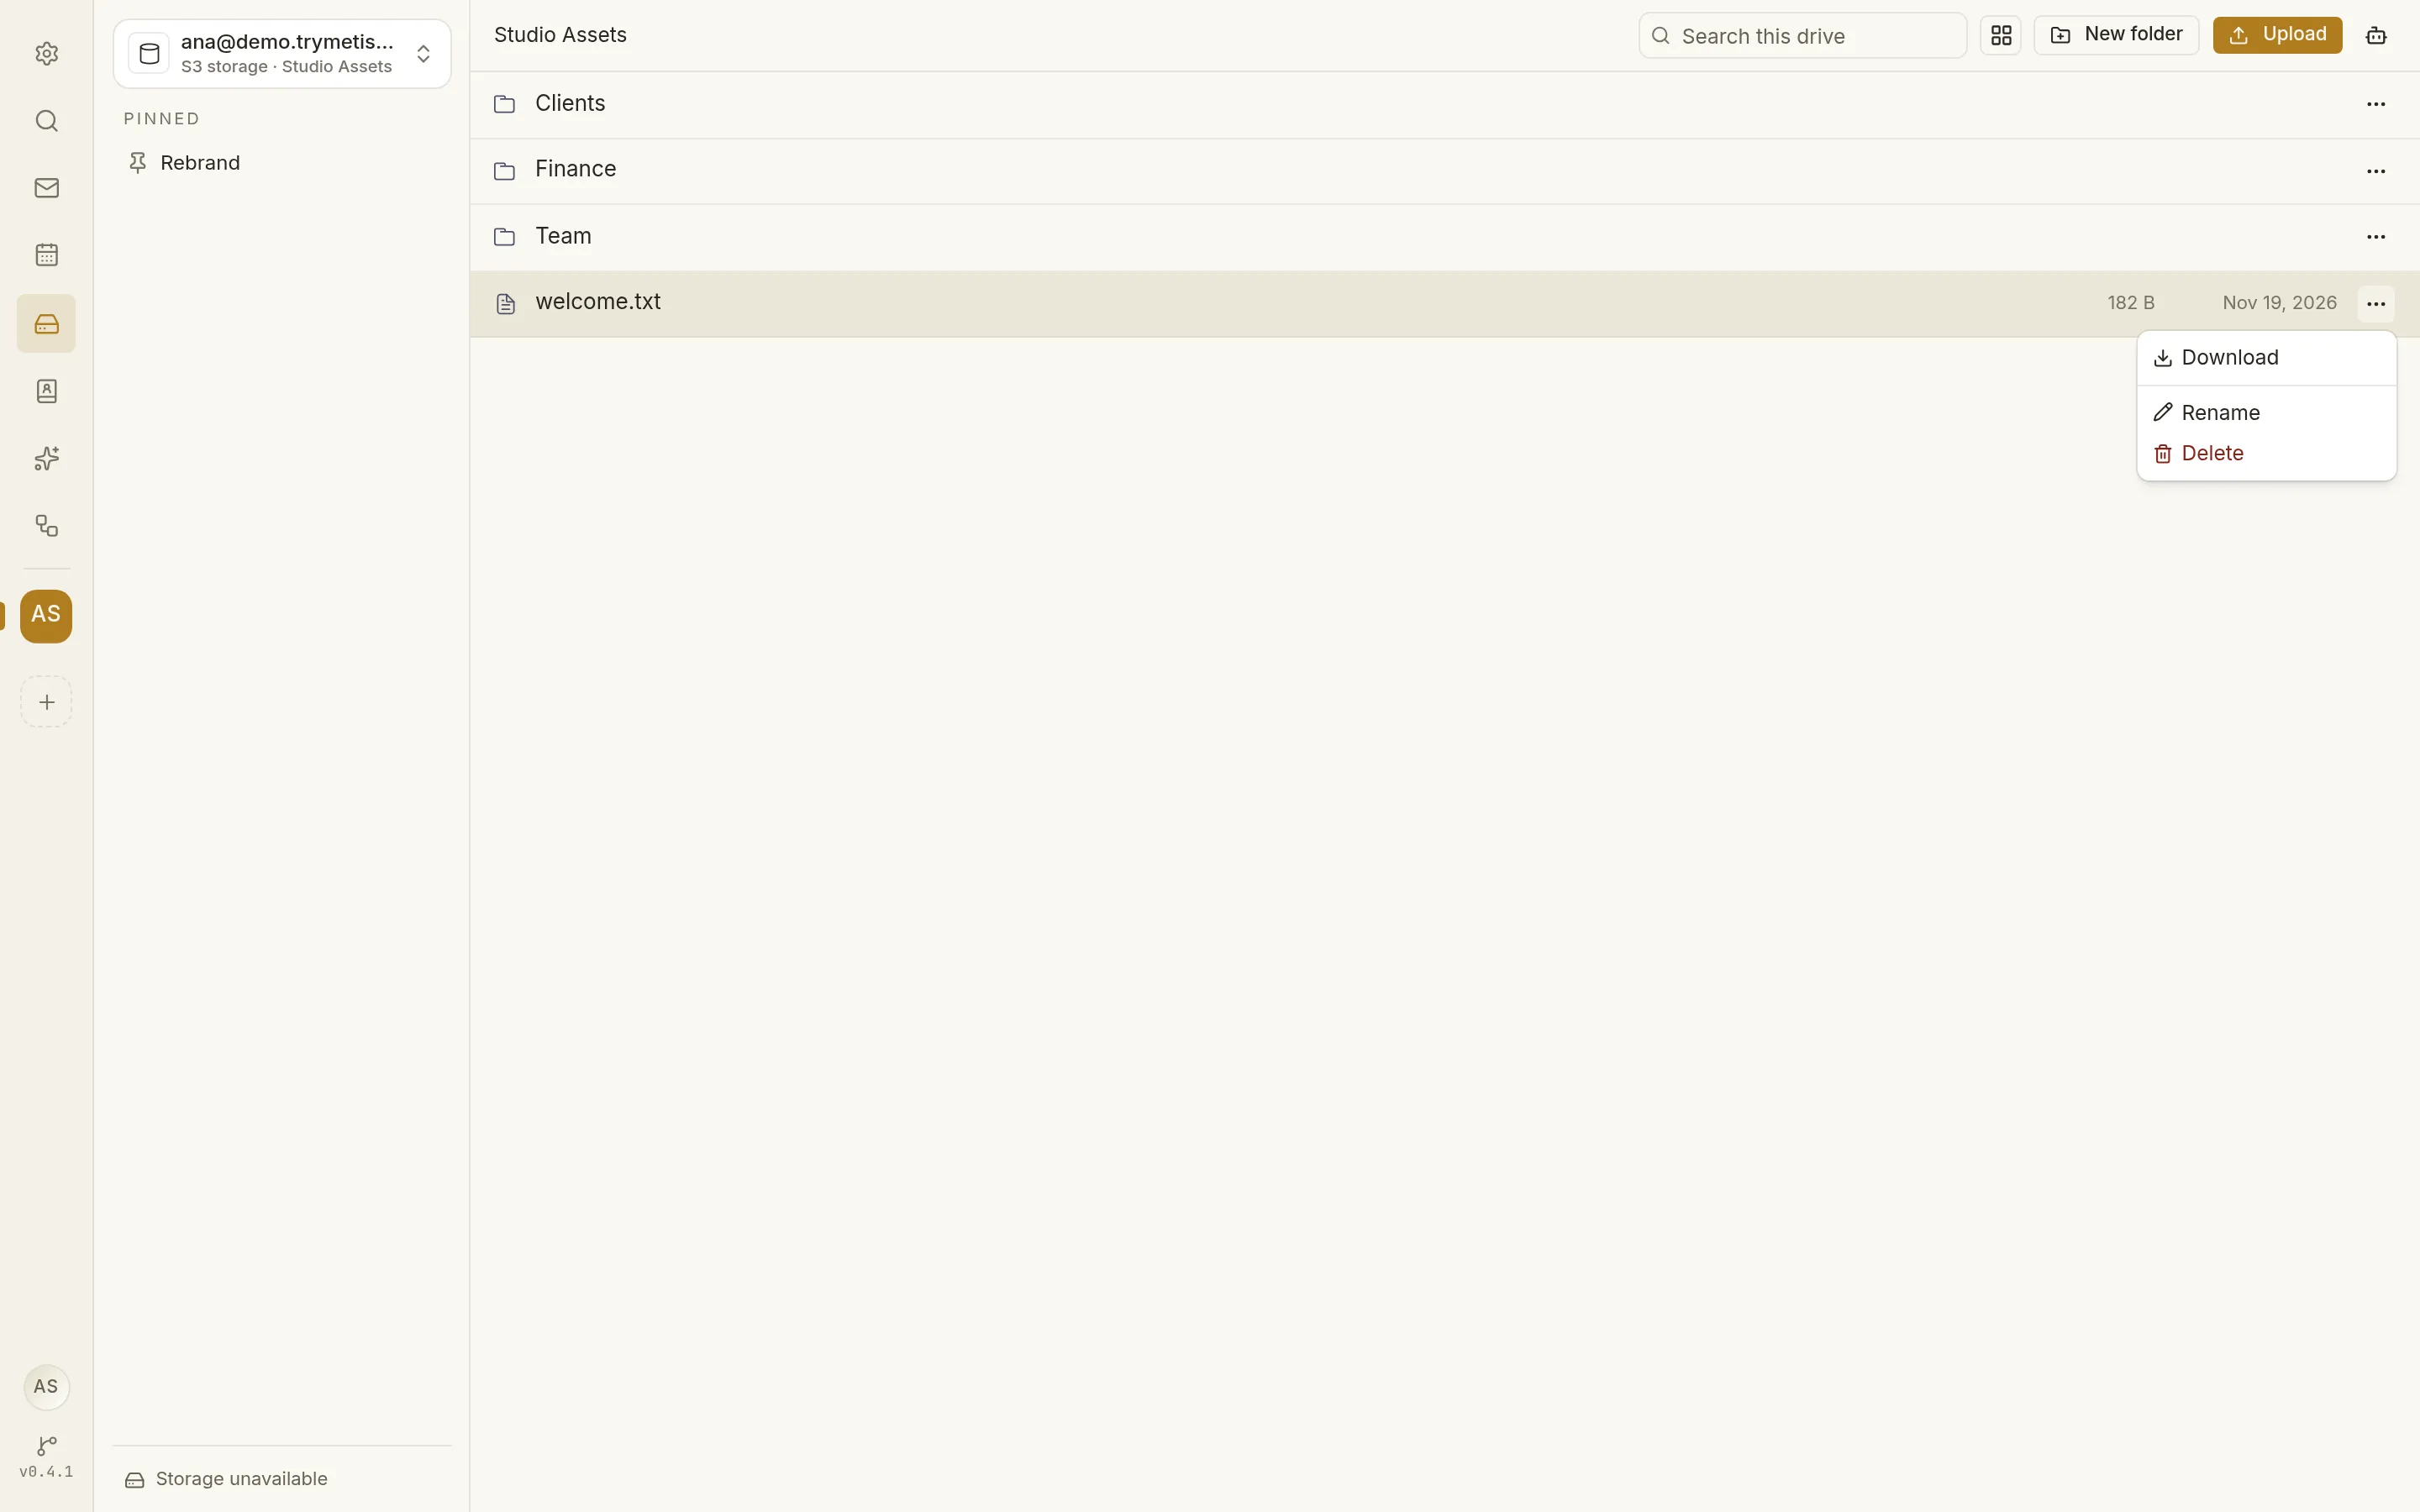 ana@demo.trymetis...
S3 storage · Studio Assets
PINNED
Rebrand
Studio Assets
Search this drive
New folder
Upload
Clients
Finance
Team
welcome.txt
182 B
Nov 19, 2026
Download
Rename
Delete
AS
AS
v0.4.1
Storage unavailable